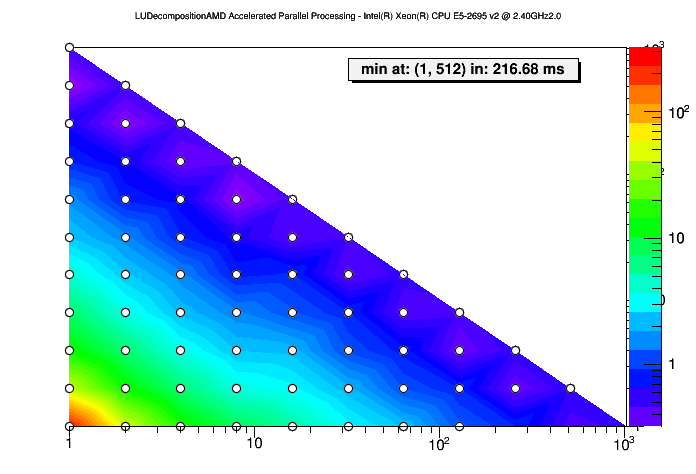 LUDecompositionAMD Accelerated Parallel Processing - Intel(R) Xeon(R) CPU E5-2695 v2 @ 2.40GHz2.0
min at: (1, 512) in: 216.68 ms
10³
10²
10
1
1 10 10² 10³